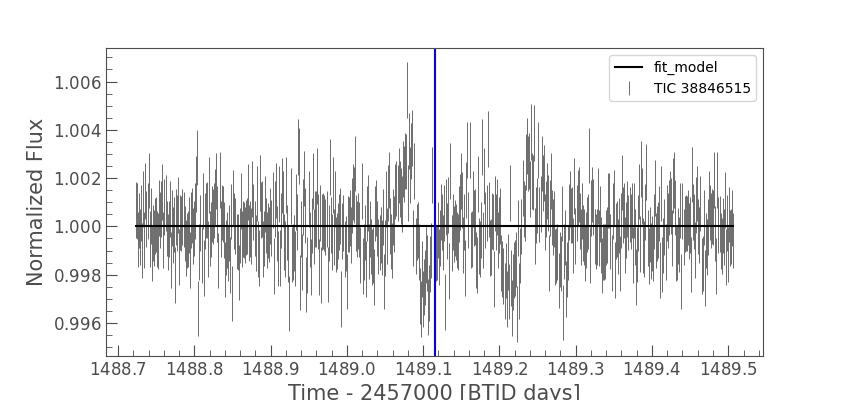 fit_model
TIC 38846515
Normalized Flux
1.006
1.004
1.002
1.000
0.998
0.996
1488.7 1488.8 1488.9 1489.0 1489.1 1489.2 1489.3 1489.4 1489.5
Time - 2457000 [BTJD days]